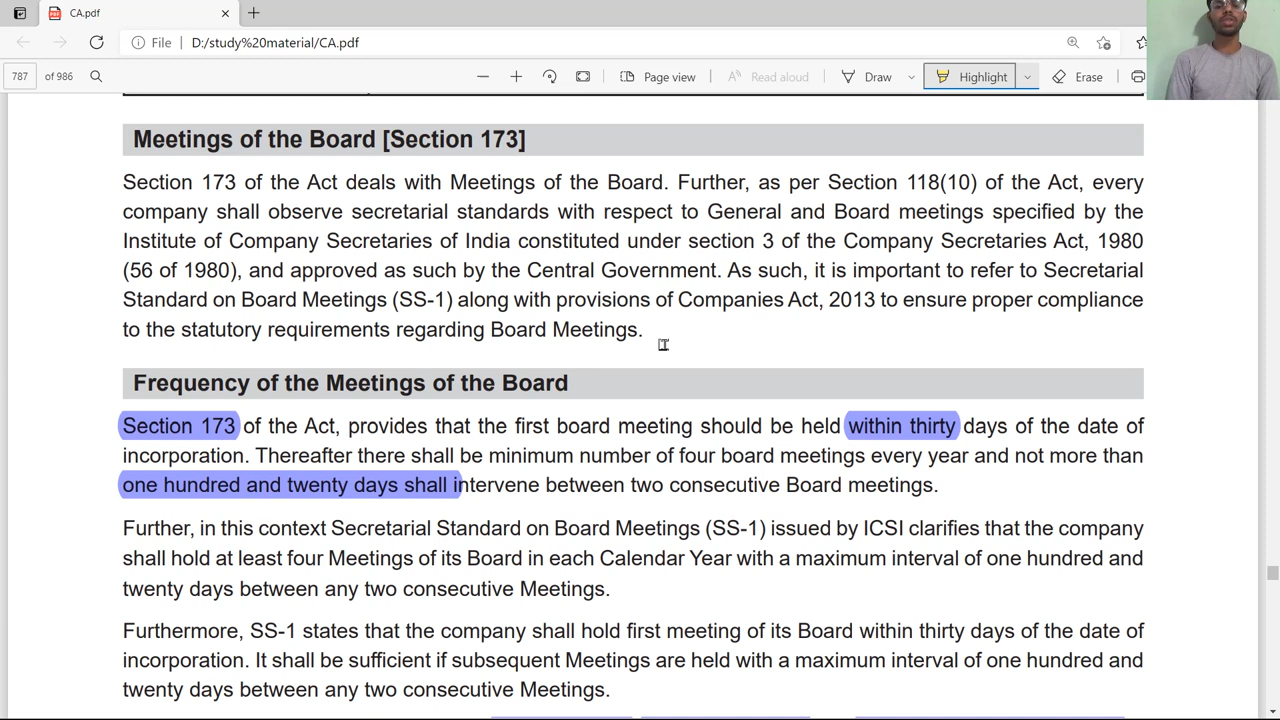 CA.pdf
File D:/study%20material/CA.pdf
787 of 986 Page view Read aloud Draw Highlight Erase
Meetings of the Board [Section 173]
Section 173 of the Act deals with Meetings of the Board. Further, as per Section 118(10) of the Act, every
company shall observe secretarial standards with respect to General and Board meetings specified by the
Institute of Company Secretaries of India constituted under section 3 of the Company Secretaries Act, 1980
(56 of 1980), and approved as such by the Central Government. As such, it is important to refer to Secretarial
Standard on Board Meetings (SS-1) along with provisions of Companies Act, 2013 to ensure proper compliance
to the statutory requirements regarding Board Meetings.
Frequency of the Meetings of the Board
Section 173 of the Act, provides that the first board meeting should be held within thirty days of the date of
incorporation. Thereafter there shall be minimum number of four board meetings every year and not more than
one hundred and twenty days shall intervene between two consecutive Board meetings.
Further, in this context Secretarial Standard on Board Meetings (SS-1) issued by ICSI clarifies that the company
shall hold at least four Meetings of its Board in each Calendar Year with a maximum interval of one hundred and
twenty days between any two consecutive Meetings.
Furthermore, SS-1 states that the company shall hold first meeting of its Board within thirty days of the date of
incorporation. It shall be sufficient if subsequent Meetings are held with a maximum interval of one hundred and
twenty days between any two consecutive Meetings.